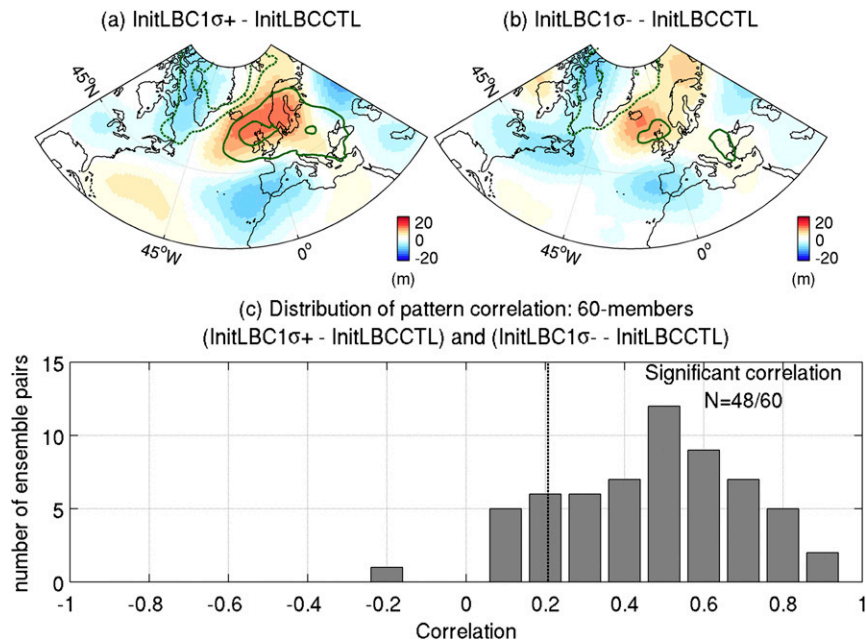 (a) InitLBC1σ+ - InitLBCCTL
(b) InitLBC1σ- - InitLBCCTL
45°N
45°W
0°
20
0
-20
(m)
45°N
45°W
0°
20
0
-20
(m)
(c) Distribution of pattern correlation: 60-members
(InitLBC1σ+ - InitLBCCTL) and (InitLBC1σ- - InitLBCCTL)
number of ensemble pairs
15
10
5
0
Significant correlation
N=48/60
-1 -0.8 -0.6 -0.4 -0.2 0 0.2 0.4 0.6 0.8 1
Correlation